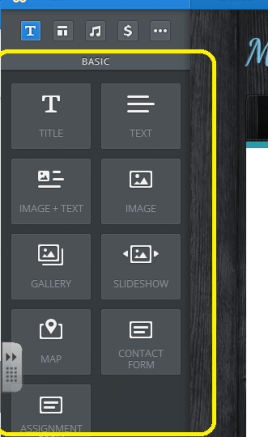 T $
BASIC
T
TITLE TEXT
IMAGE + TEXT IMAGE
GALLERY SLIDESHOW
MAP CONTACT
FORM
ASSIGNMENT